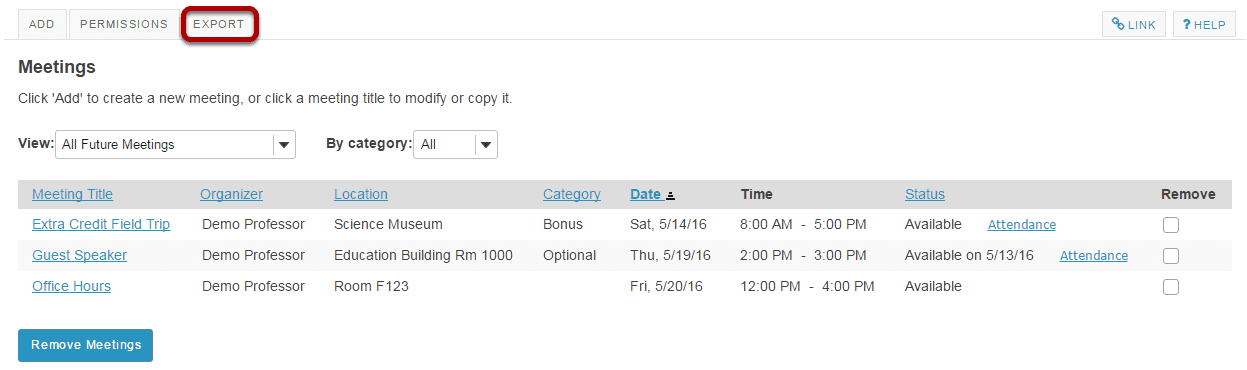 ADD PERMISSIONS EXPORT LINK ? HELP
Meetings
Click 'Add' to create a new meeting, or click a meeting title to modify or copy it.
View: All Future Meetings By category: All
Meeting Title Organizer Location Category Date Time Status Remove
Extra Credit Field Trip Demo Professor Science Museum Bonus Sat, 5/14/16 8:00 AM - 5:00 PM Available Attendance
Guest Speaker Demo Professor Education Building Rm 1000 Optional Thu, 5/19/16 2:00 PM - 3:00 PM Available on 5/13/16 Attendance
Office Hours Demo Professor Room F123 Fri, 5/20/16 12:00 PM - 4:00 PM Available
Remove Meetings